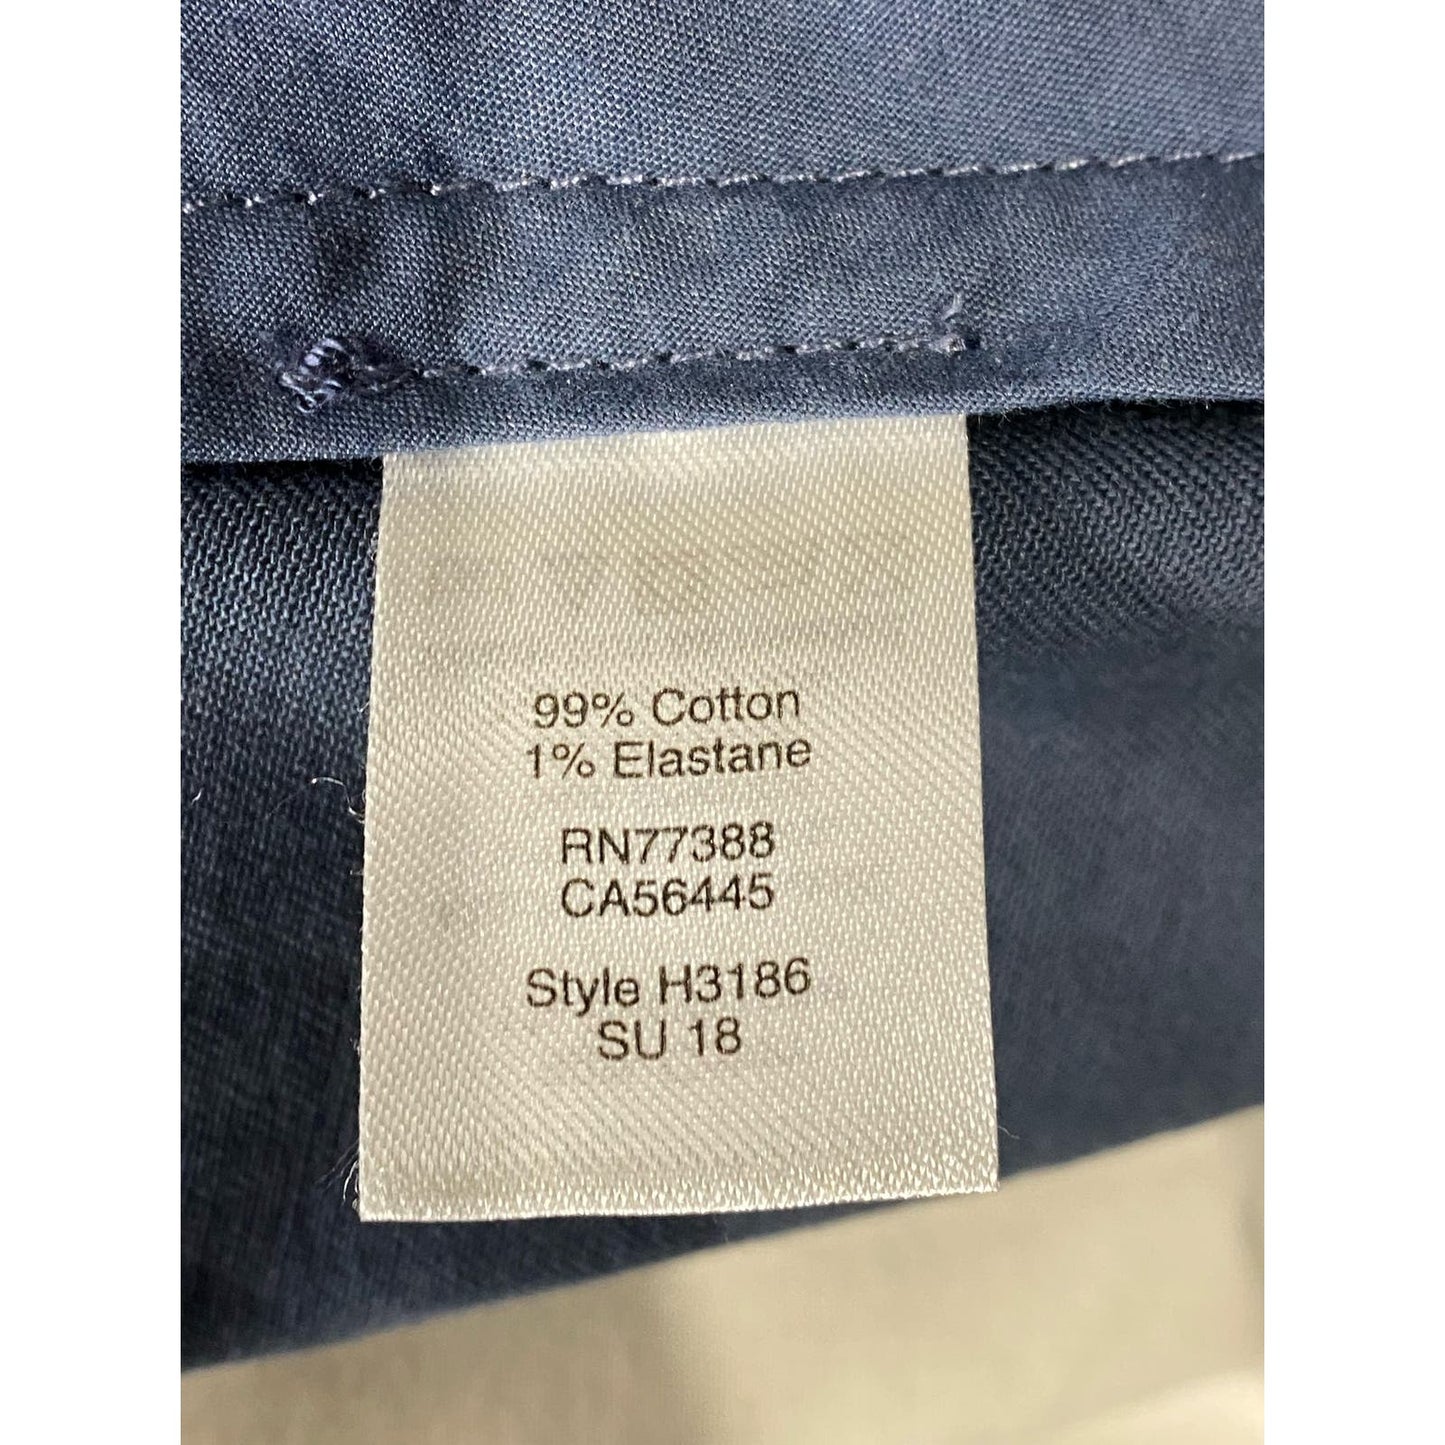 99% Cotton
1% Elastane
RN77388
CA56445
Style H3186
SU 18